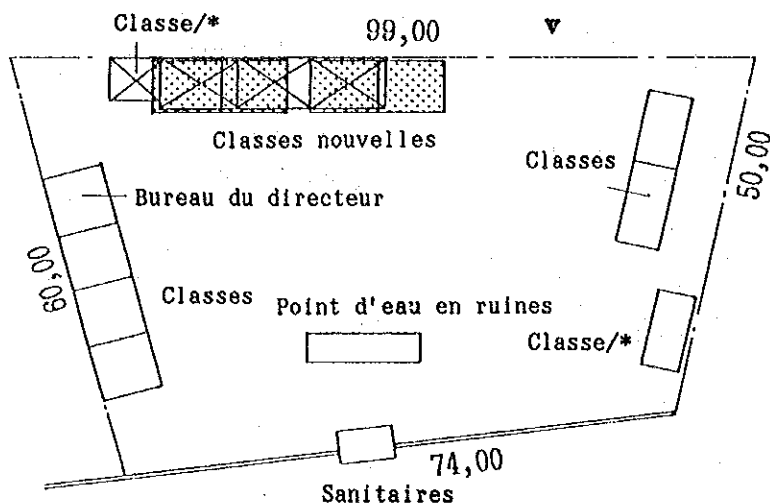 Classe/*
99,00
Classes nouvelles
Classes
50,00
Bureau du directeur
60,00
Classes
Point d'eau en ruines
Classe/*
74,00
Sanitaires